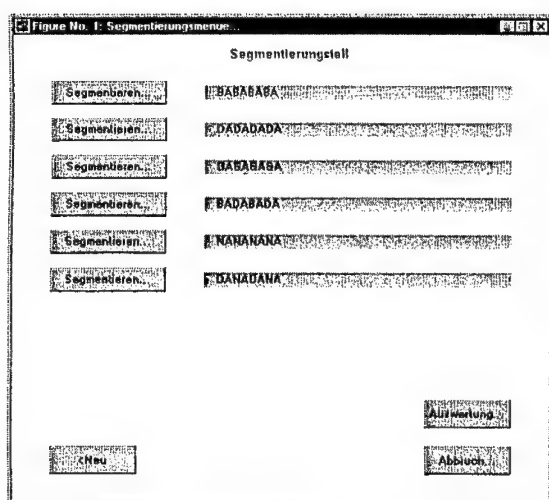 Figure No. 1: Segmentierungsmenue...
Segmentierungsteil
Segmentieren... BABABABA
Segmentieren... DADADADA
Segmentieren... GAGAGAGA
Segmentieren... BADABADA
Segmentieren... NANANANA
Segmentieren... DANADANA
Auswertung...
<Neu Abbruch...